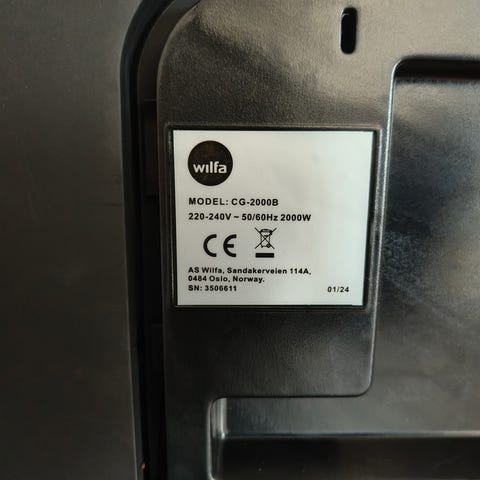 wilfa
MODEL: CG-2000B
220-240V ~ 50/60Hz 2000W
CE
AS Wilfa, Sandakerveien 114A,
0484 Oslo, Norway.
SN: 3506611 01/24